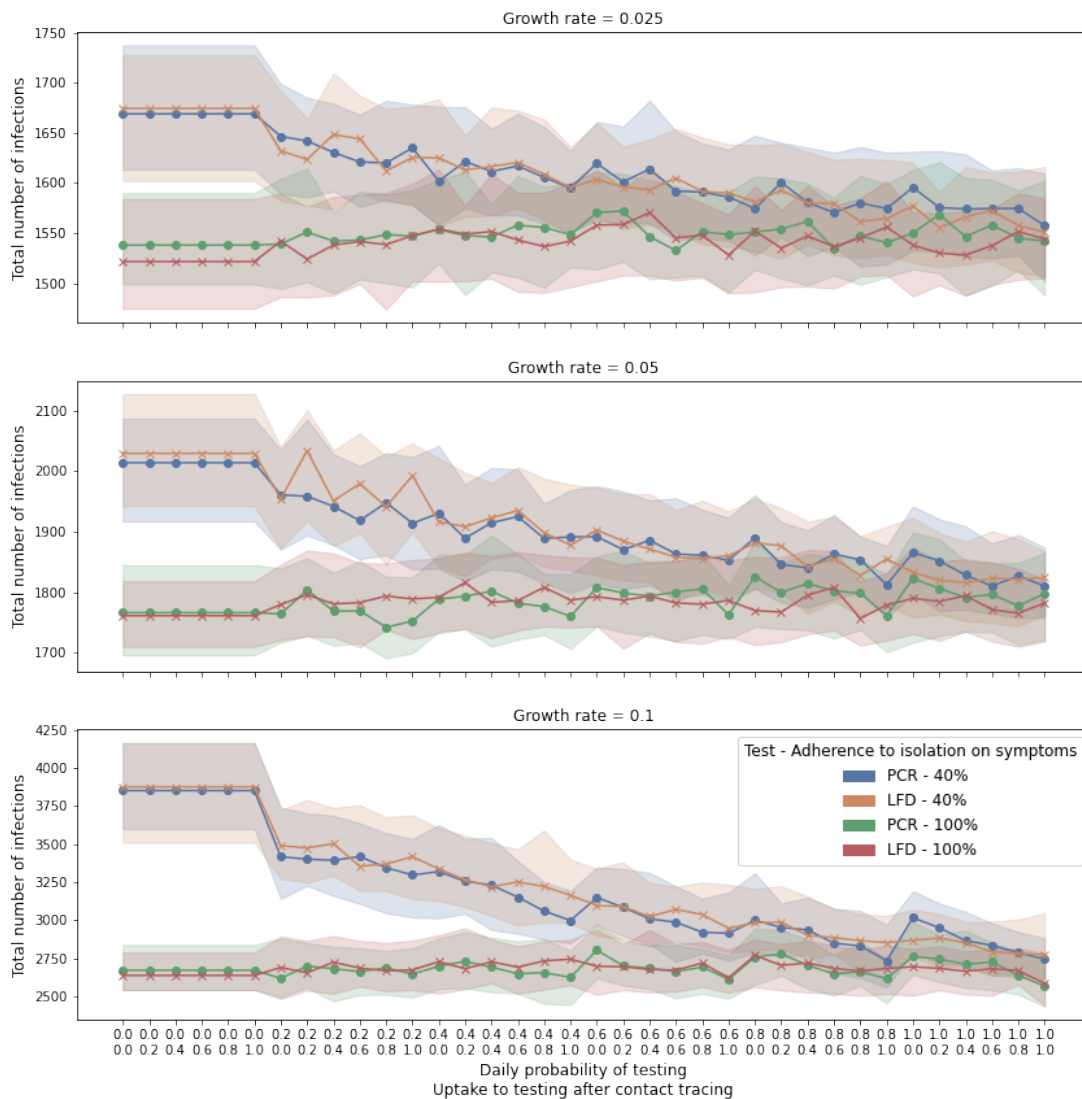 Growth rate = 0.025
1750
1700
1650
1600
1550
1500
Total number of infections
Growth rate = 0.05
2100
2000
1900
1800
1700
Total number of infections
Growth rate = 0.1
4250
4000
3750
3500
3250
3000
2750
2500
Total number of infections
Test - Adherence to isolation on symptoms
PCR - 40%
LFD - 40%
PCR - 100%
LFD - 100%
0.0 0.0 0.0 0.0 0.0 0.0 0.2 0.2 0.2 0.2 0.2 0.2 0.4 0.4 0.4 0.4 0.4 0.4 0.6 0.6 0.6 0.6 0.6 0.6 0.8 0.8 0.8 0.8 0.8 0.8 1.0 1.0 1.0 1.0 1.0 1.0
0.0 0.2 0.4 0.6 0.8 1.0 0.0 0.2 0.4 0.6 0.8 1.0 0.0 0.2 0.4 0.6 0.8 1.0 0.0 0.2 0.4 0.6 0.8 1.0 0.0 0.2 0.4 0.6 0.8 1.0 0.0 0.2 0.4 0.6 0.8 1.0
Daily probability of testing
Uptake to testing after contact tracing